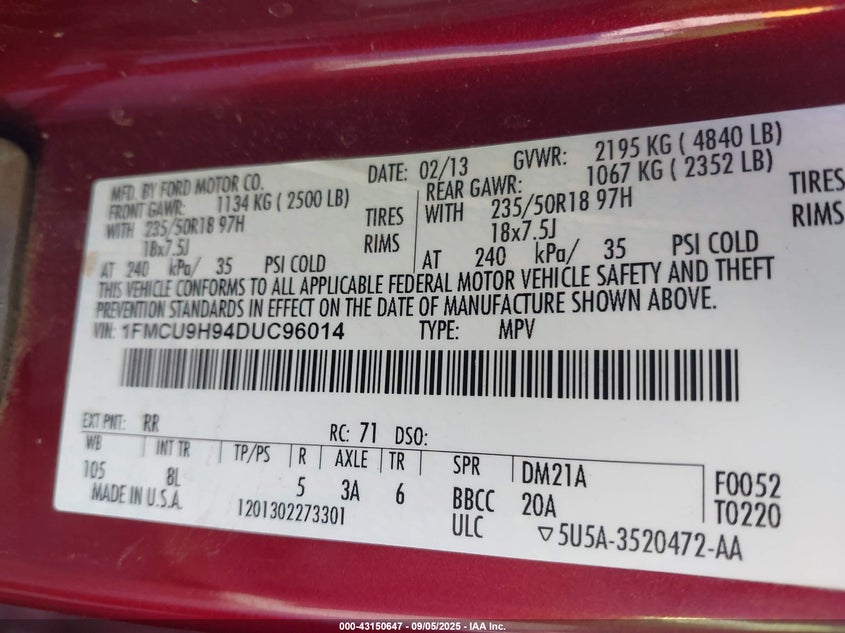 MFD. BY FORD MOTOR CO. DATE: 02/13 GVWR: 2195 KG ( 4840 LB)
FRONT GAWR: 1134 KG ( 2500 LB) REAR GAWR: 1067 KG ( 2352 LB)
WITH 235/50R18 97H TIRES WITH 235/50R18 97H TIRES
18x7.5J RIMS 18x7.5J RIMS
AT 240 kPa/ 35 PSI COLD AT 240 kPa/ 35 PSI COLD
THIS VEHICLE CONFORMS TO ALL APPLICABLE FEDERAL MOTOR VEHICLE SAFETY AND THEFT
PREVENTION STANDARDS IN EFFECT ON THE DATE OF MANUFACTURE SHOWN ABOVE.
VIN: 1FMCU9H94DUC96014 TYPE: MPV
EXT PNT: RR RC: 71 DSO:
WB INT TR TP/PS R AXLE TR SPR DM21A F0052
105 8L 5 3A 6 BBCC 20A T0220
MADE IN U.S.A. 1201302273301 ULC ▽5U5A-3520472-AA
000-43150647 - 09/05/2025 - IAA Inc.